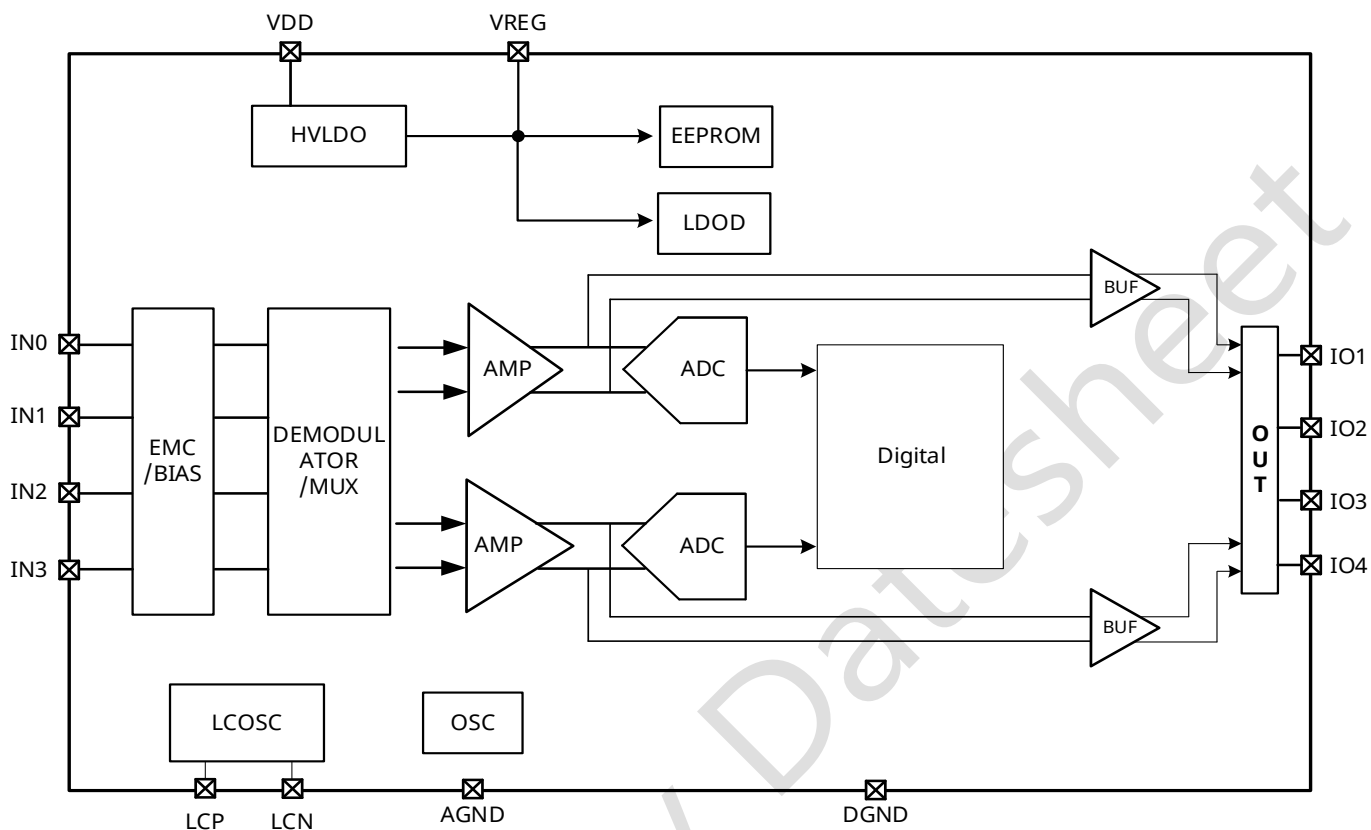 VDD
VREG
HVLDO
EEPROM
LDOD
BUF
IN0
IN1
IN2
IN3
EMC
/BIAS
DEMODUL
ATOR
/MUX
AMP
ADC
AMP
ADC
Digital
BUF
O
U
T
IO1
IO2
IO3
IO4
LCOSC
OSC
LCP
LCN
AGND
DGND
Datesheet